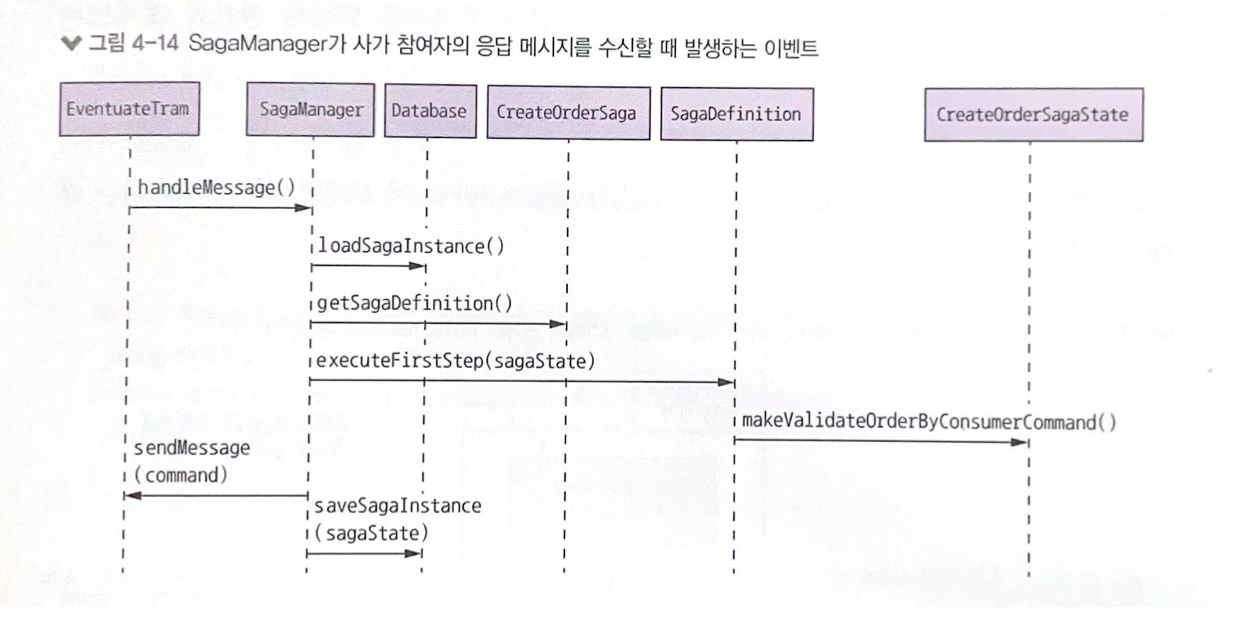 그림 4-14 SagaManager가 사가 참여자의 응답 메시지를 수신할 때 발생하는 이벤트
EventuateTram
SagaManager
Database
CreateOrderSaga
SagaDefinition
CreateOrderSagaState
handleMessage()
loadSagaInstance()
getSagaDefinition()
executeFirstStep(sagaState)
makeValidateOrderByConsumerCommand()
sendMessage
(command)
saveSagaInstance
(sagaState)